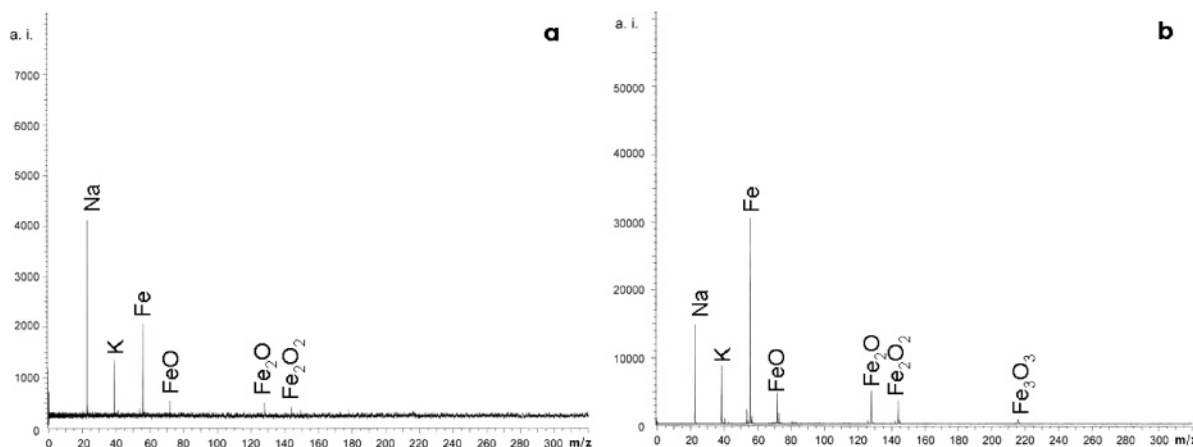 a. i.
a
7000
6000
5000
4000
3000
2000
1000
0
Na
K
Fe
FeO
Fe₂O
Fe₂O₂
0 20 40 60 80 100 120 140 160 180 200 220 240 260 280 300 m/z
a. i.
b
50000
40000
30000
20000
10000
0
Na
K
Fe
FeO
Fe₂O
Fe₂O₂
Fe₃O₃
0 20 40 60 80 100 120 140 160 180 200 220 240 260 280 300 m/z